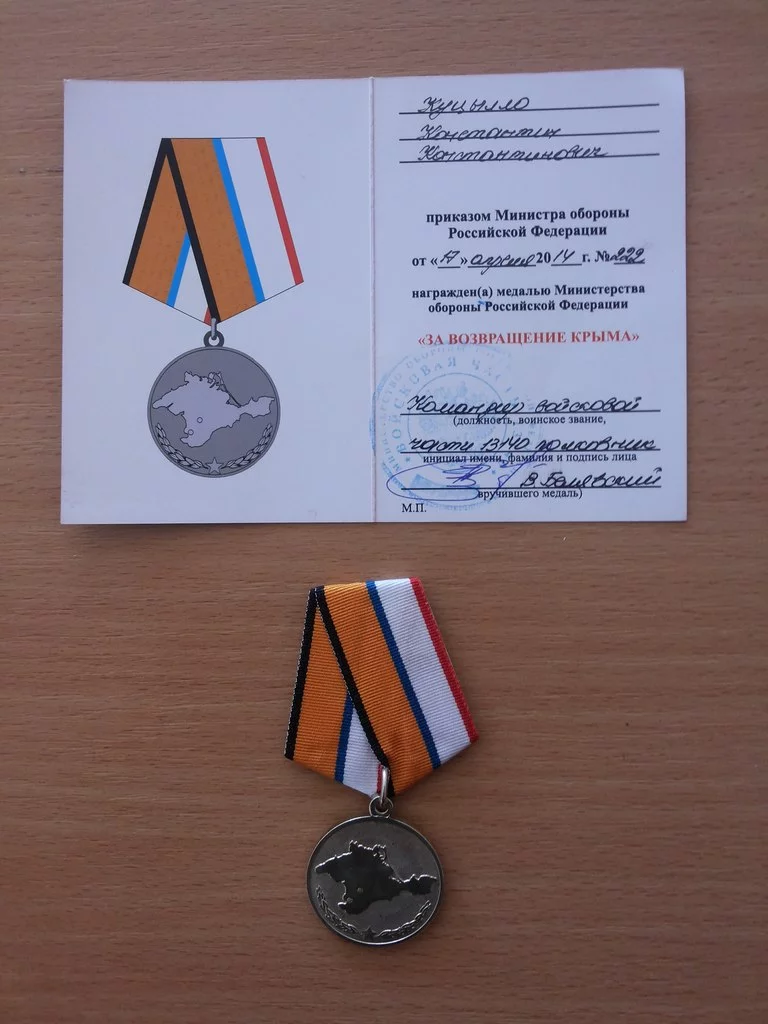 Куцылло
Константин
Константинович
приказом Министра обороны
Российской Федерации
от «17» апреля 2014 г. № 222
награжден(а) медалью Министерства
обороны Российской Федерации
«ЗА ВОЗВРАЩЕНИЕ КРЫМА»
ВОЙСКОВАЯ
Командир войсковой
(должность, воинское звание,
части 13140 полковник
инициал имени, фамилия и подпись лица
В. Белявский
вручившего медаль)
М.П.